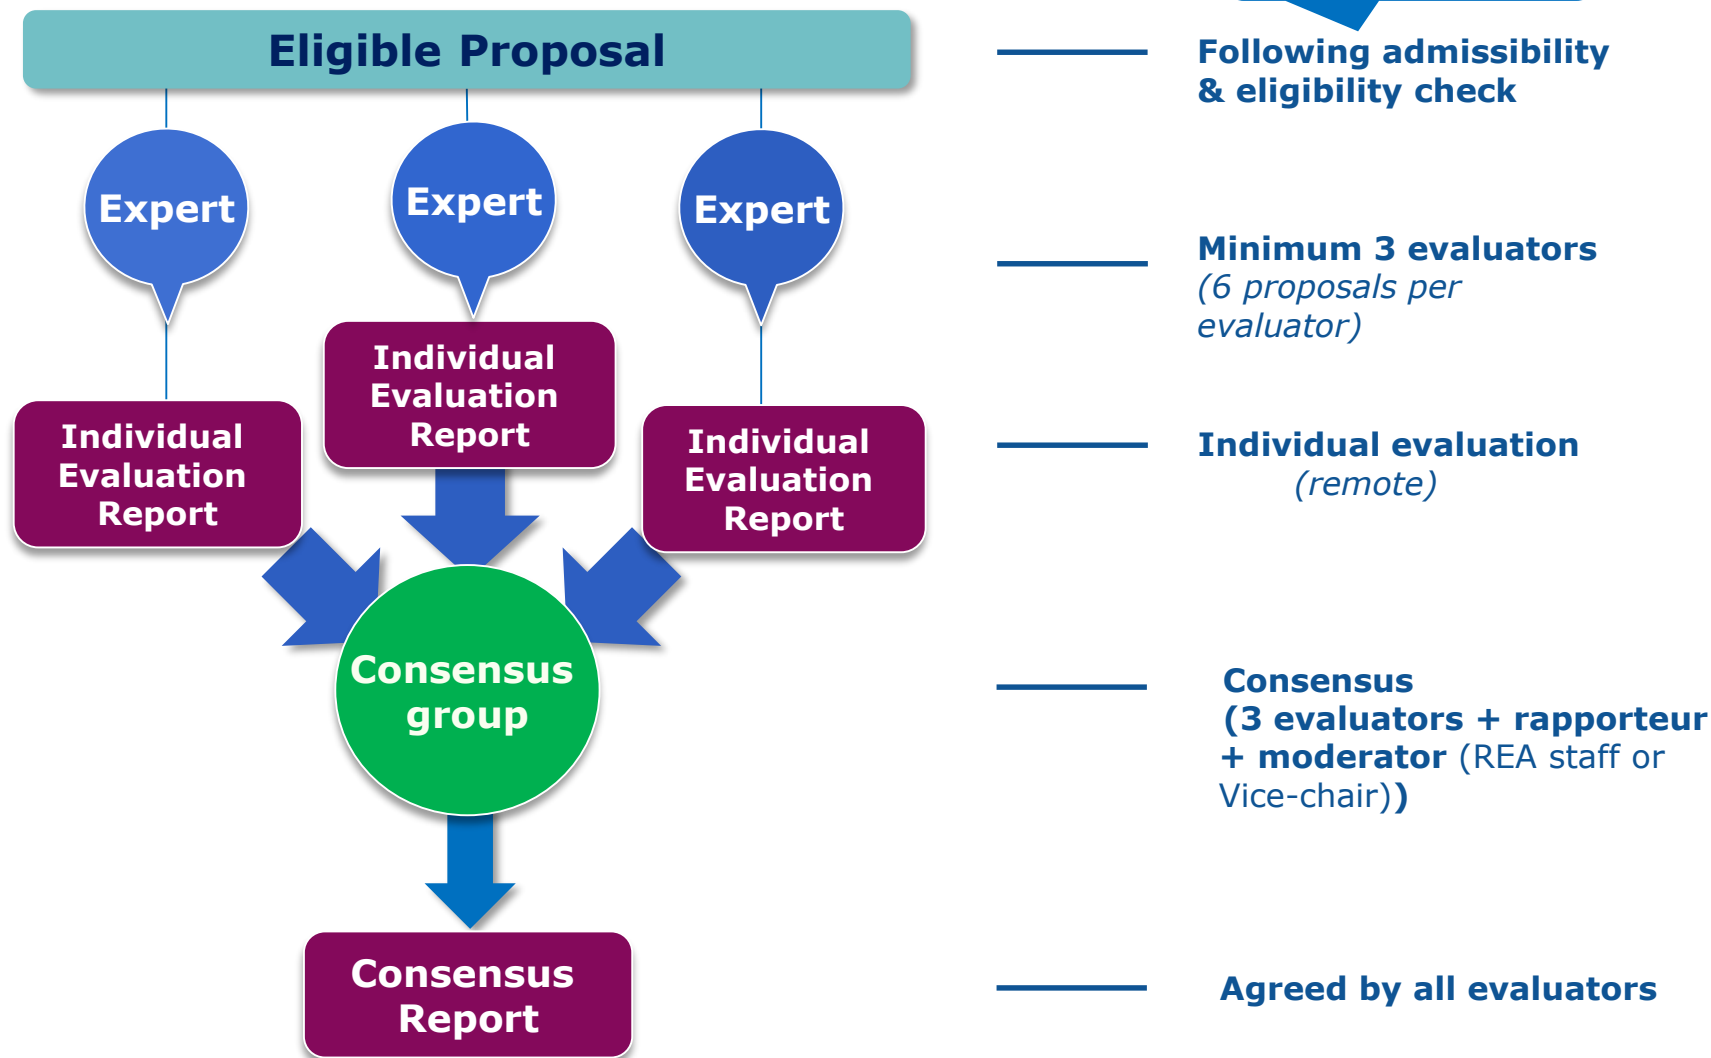 Eligible Proposal
Following admissibility
& eligibility check
Expert
Expert
Expert
Minimum 3 evaluators
(6 proposals per
evaluator)
Individual
Evaluation
Report
Individual
Evaluation
Report
Individual
Evaluation
Report
Individual evaluation
(remote)
Consensus
group
Consensus
(3 evaluators + rapporteur
+ moderator (REA staff or
Vice-chair))
Consensus
Report
Agreed by all evaluators